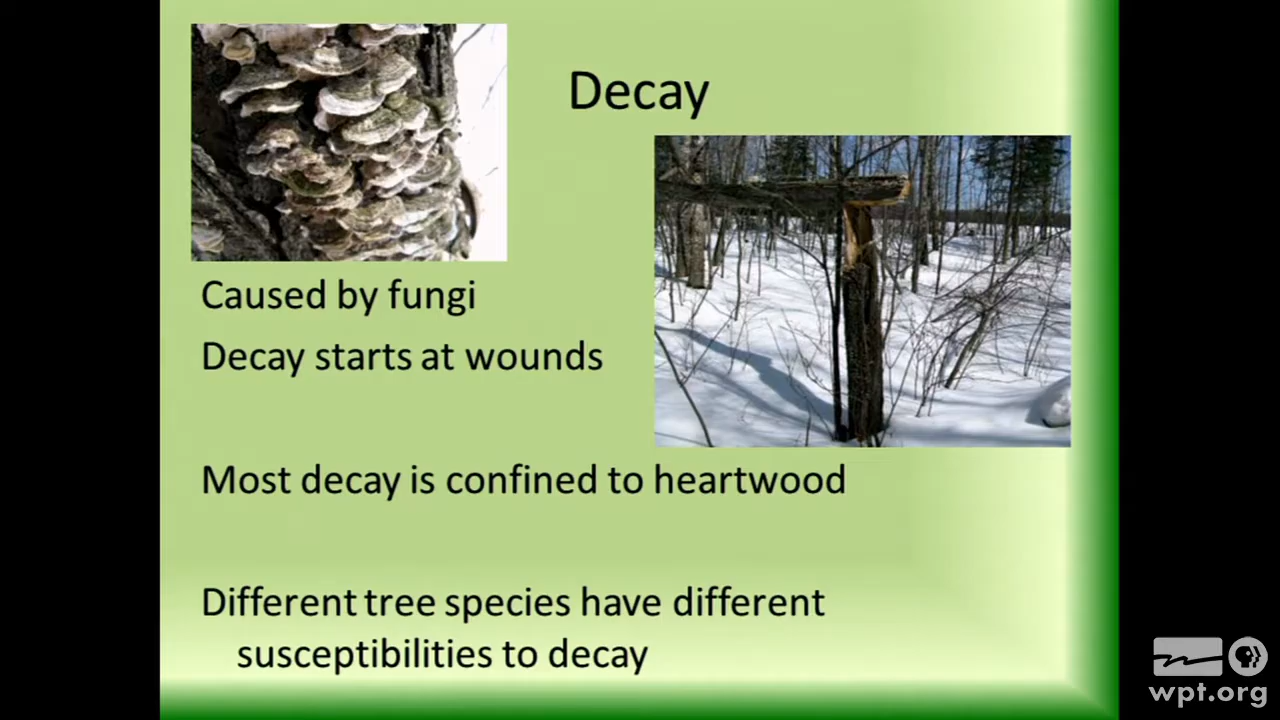 Decay
Caused by fungi
Decay starts at wounds
Most decay is confined to heartwood
Different tree species have different
susceptibilities to decay
wpt.org